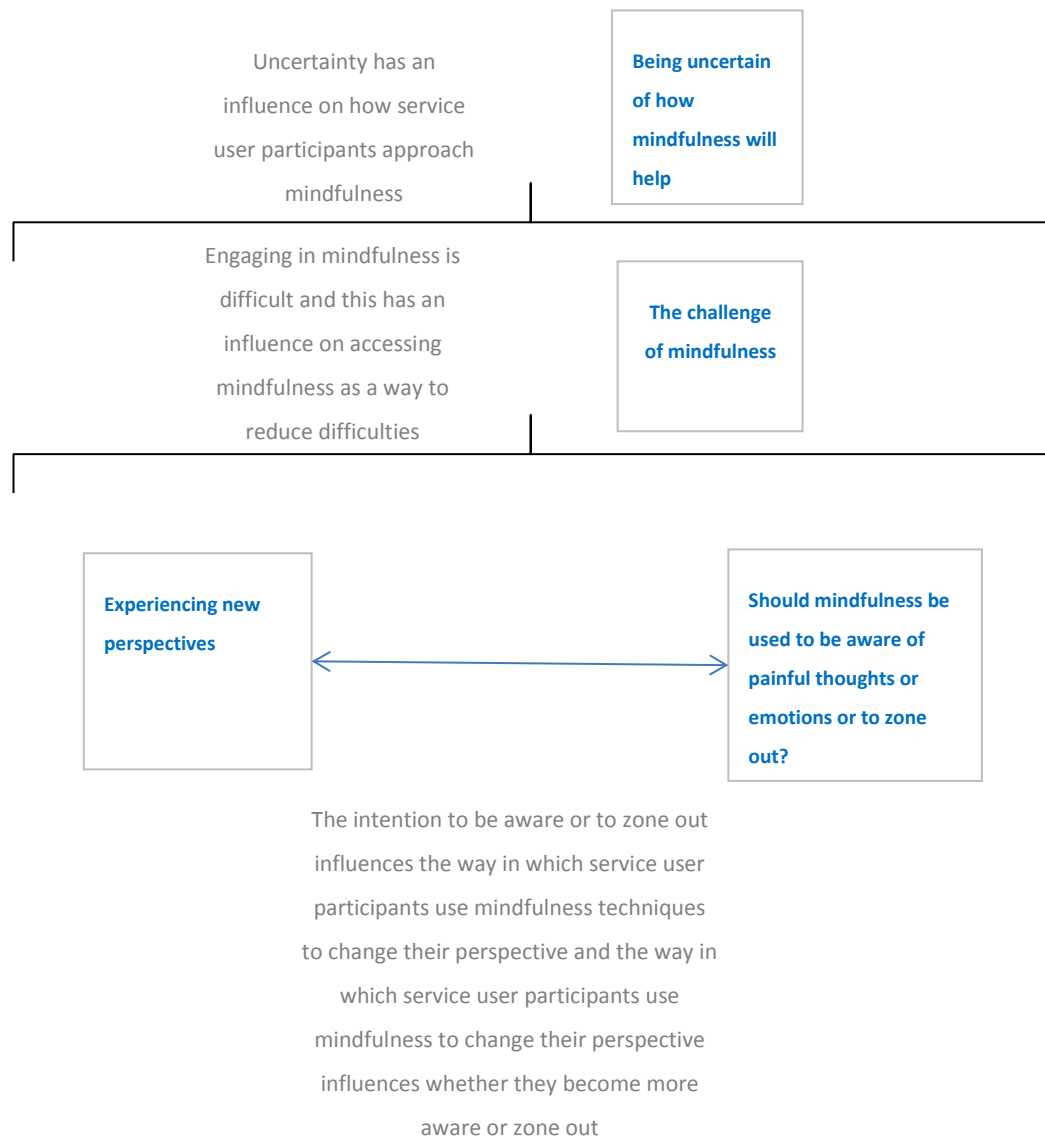 Uncertainty has an
influence on how service
user participants approach
mindfulness
Being uncertain
of how
mindfulness will
help
Engaging in mindfulness is
difficult and this has an
influence on accessing
mindfulness as a way to
reduce difficulties
The challenge
of mindfulness
Experiencing new
perspectives
Should mindfulness be
used to be aware of
painful thoughts or
emotions or to zone
out?
The intention to be aware or to zone out
influences the way in which service user
participants use mindfulness techniques
to change their perspective and the way in
which service user participants use
mindfulness to change their perspective
influences whether they become more
aware or zone out